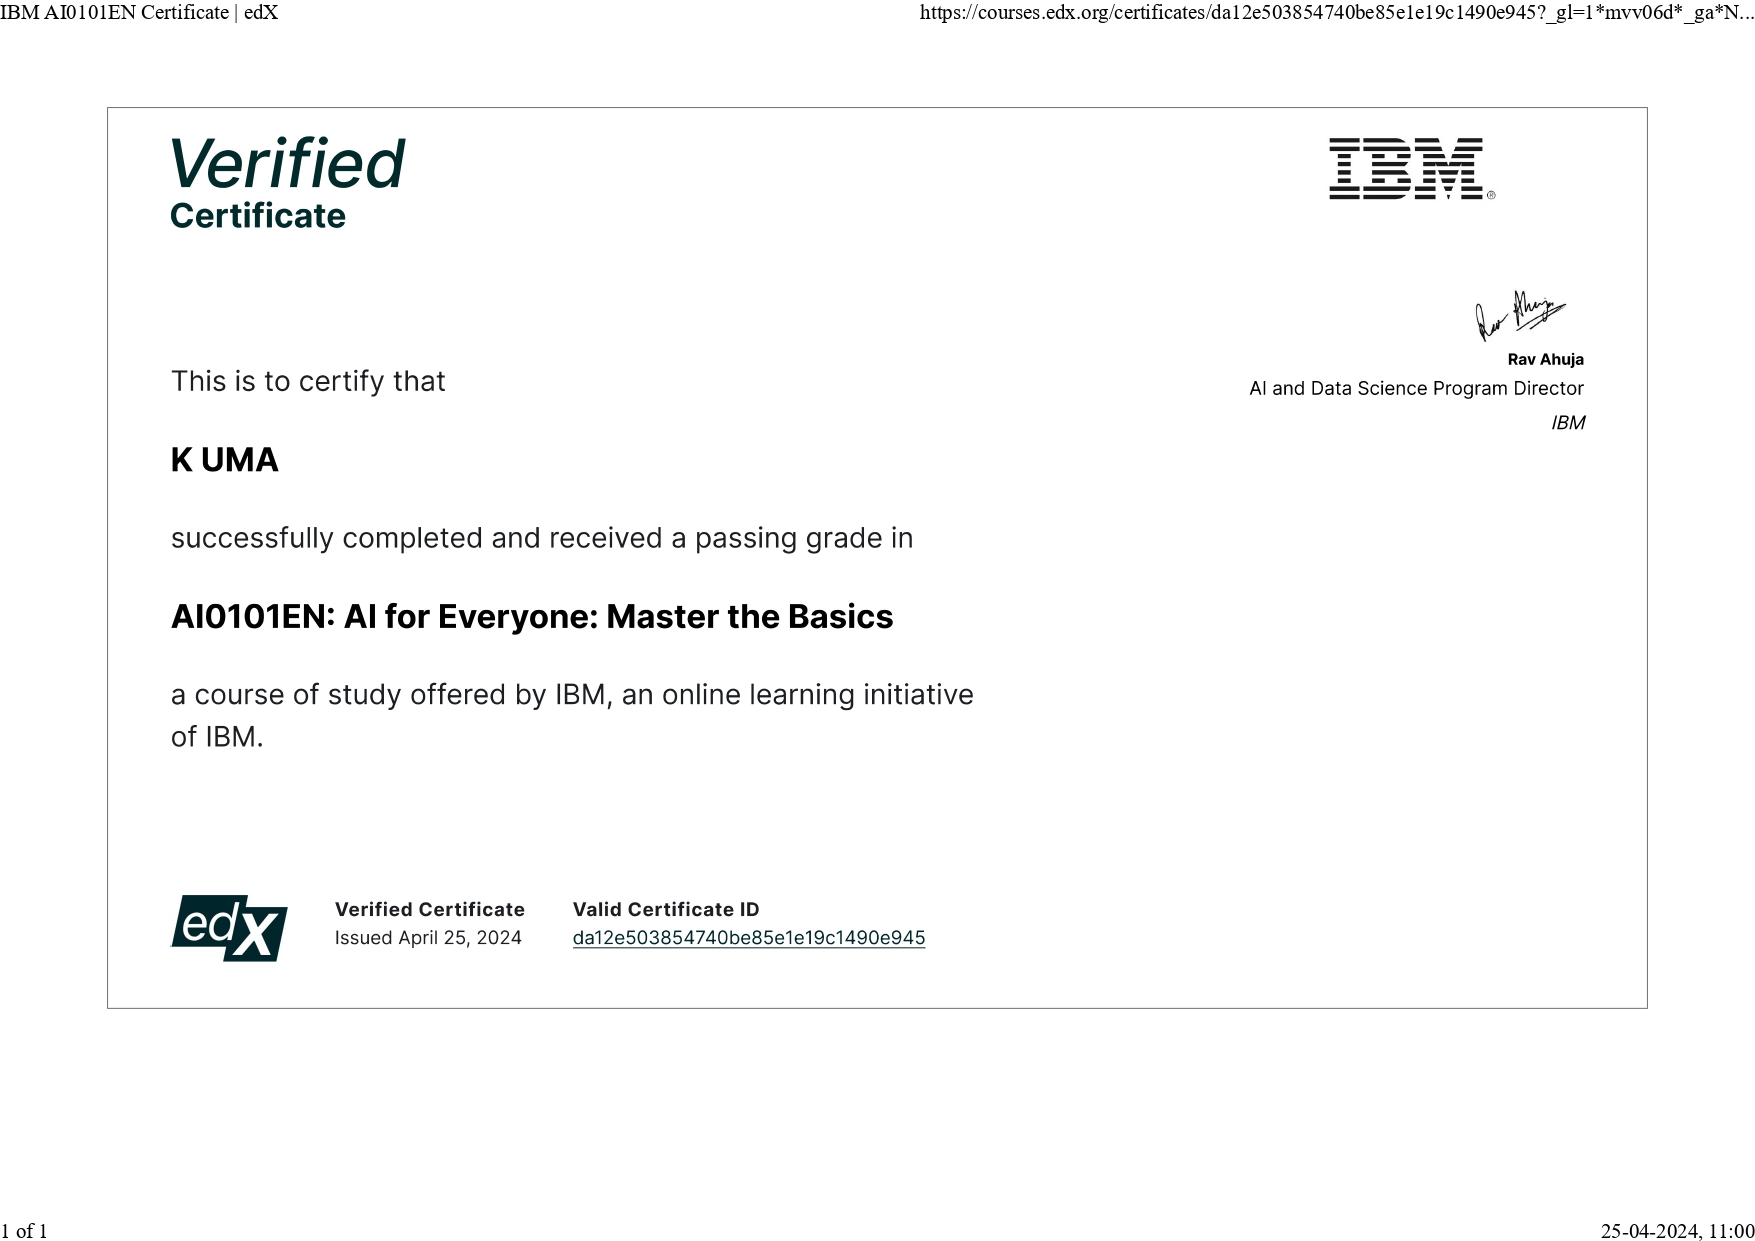 IBM AI0101EN Certificate | edX
https://courses.edx.org/certificates/da12e503854740be85e1e19c1490e945?_gl=1*mvv06d*_ga*N...
Verified
Certificate
IBM®
Rav Ahuja
Rav Ahuja
AI and Data Science Program Director
IBM
This is to certify that
K UMA
successfully completed and received a passing grade in
AI0101EN: AI for Everyone: Master the Basics
a course of study offered by IBM, an online learning initiative
of IBM.
edX
Verified Certificate
Issued April 25, 2024
Valid Certificate ID
da12e503854740be85e1e19c1490e945
1 of 1
25-04-2024, 11:00